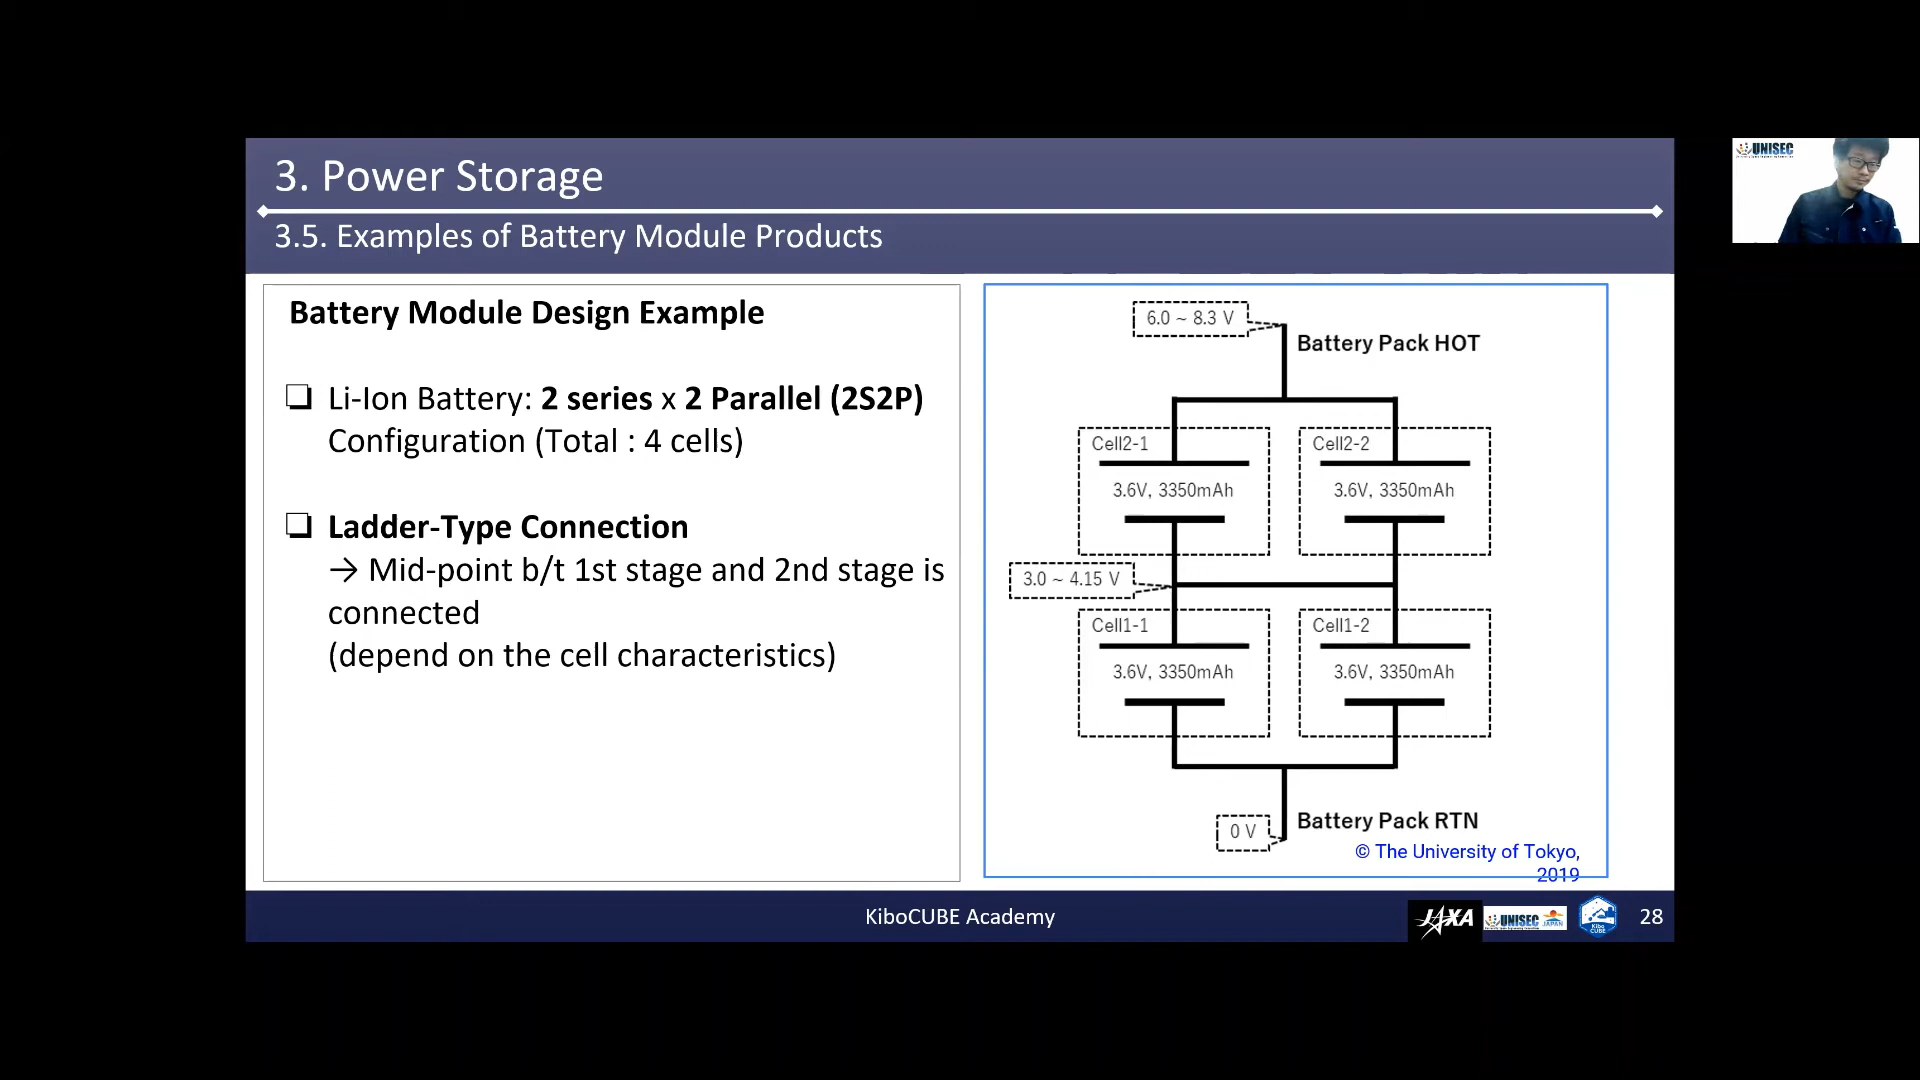 3. Power Storage
3.5. Examples of Battery Module Products
UNISEC
Battery Module Design Example
❏ Li-Ion Battery: 2 series x 2 Parallel (2S2P)
Configuration (Total : 4 cells)
❏ Ladder-Type Connection
→ Mid-point b/t 1st stage and 2nd stage is
connected
(depend on the cell characteristics)
6.0 ~ 8.3 V
Battery Pack HOT
Cell2-1
3.6V, 3350mAh
Cell2-2
3.6V, 3350mAh
3.0 ~ 4.15 V
Cell1-1
3.6V, 3350mAh
Cell1-2
3.6V, 3350mAh
0 V
Battery Pack RTN
© The University of Tokyo,
2019
KiboCUBE Academy
JAXA
UNISEC
JAPAN
Kibo
CUBE
28